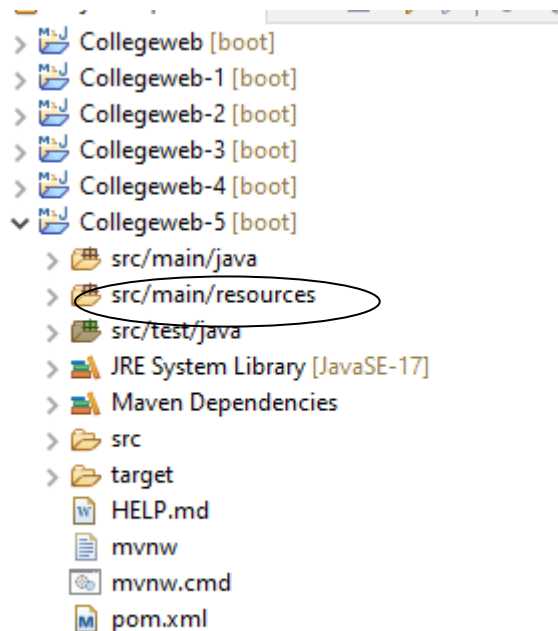 Collegeweb [boot]
Collegeweb-1 [boot]
Collegeweb-2 [boot]
Collegeweb-3 [boot]
Collegeweb-4 [boot]
Collegeweb-5 [boot]
src/main/java
src/main/resources
src/test/java
JRE System Library [JavaSE-17]
Maven Dependencies
src
target
HELP.md
mvnw
mvnw.cmd
pom.xml